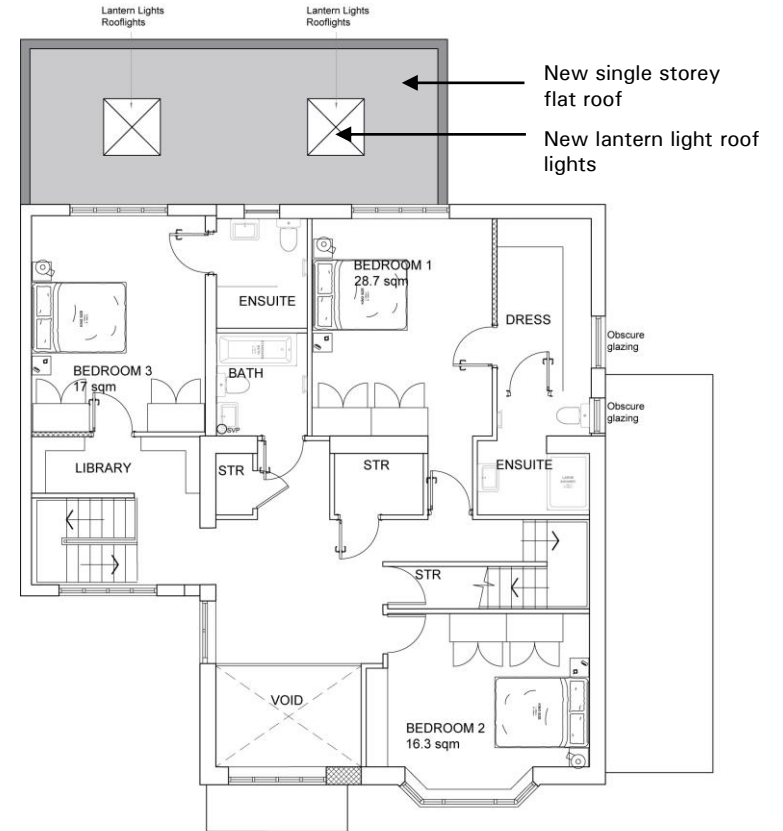 Lantern Lights
Rooflights
Lantern Lights
Rooflights
New single storey
flat roof
New lantern light roof
lights
BEDROOM 1
28.7 sqm
ENSUITE
DRESS
Obscure
glazing
BEDROOM 3
17 sqm
BATH
Obscure
glazing
SVP
LIBRARY
STR
STR
ENSUITE
STR
VOID
BEDROOM 2
16.3 sqm